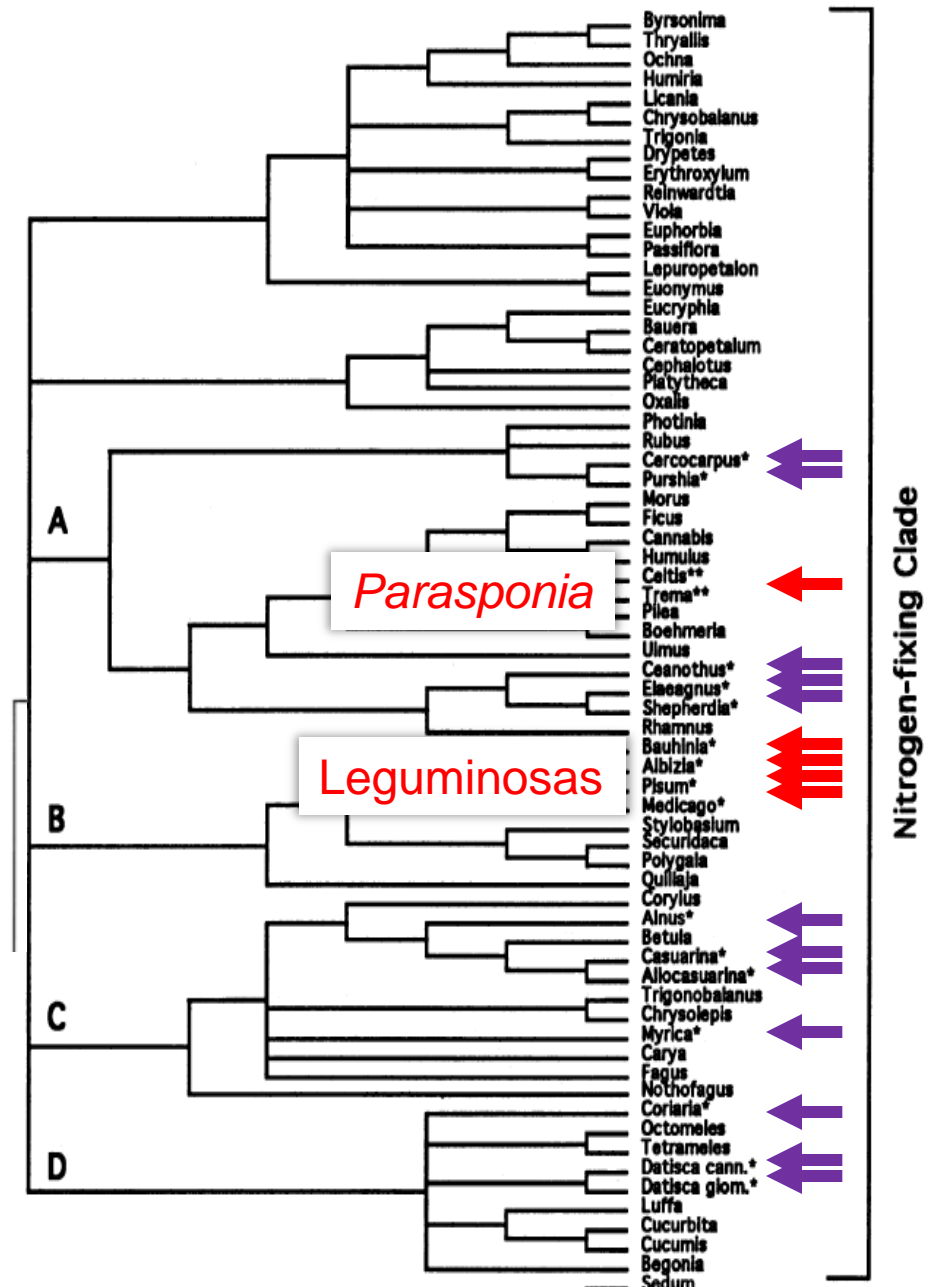 Byrsonima
Thryallis
Ochna
Humiria
Licania
Chrysobalanus
Trigonia
Drypetes
Erythroxylum
Reinwardtia
Viola
Euphorbia
Passiflora
Lepuropetalon
Euonymus
Eucryphia
Bauera
Ceratopetalum
Cephalotus
Platytheca
Oxalis
Photinia
Rubus
Cercocarpus*
Purshia*
A
Morus
Ficus
Cannabis
Humulus
Parasponia
Celtis**
Trema**
Pilea
Boehmeria
Ulmus
Ceanothus*
Elaeagnus*
Shepherdia*
Rhamnus
Leguminosas
Bauhinia*
Albizia*
Pisum*
Medicago*
B
Stylobasium
Securidaca
Polygala
Quillaja
Corylus
Alnus*
Betula
Casuarina*
Allocasuarina*
C
Trigonobalanus
Chrysolepis
Myrica*
Carya
Fagus
Nothofagus
Coriaria*
Octomeles
Tetrameles
D
Datisca cann.*
Datisca glom.*
Luffa
Cucurbita
Cucumis
Begonia
Sedum
Nitrogen-fixing Clade